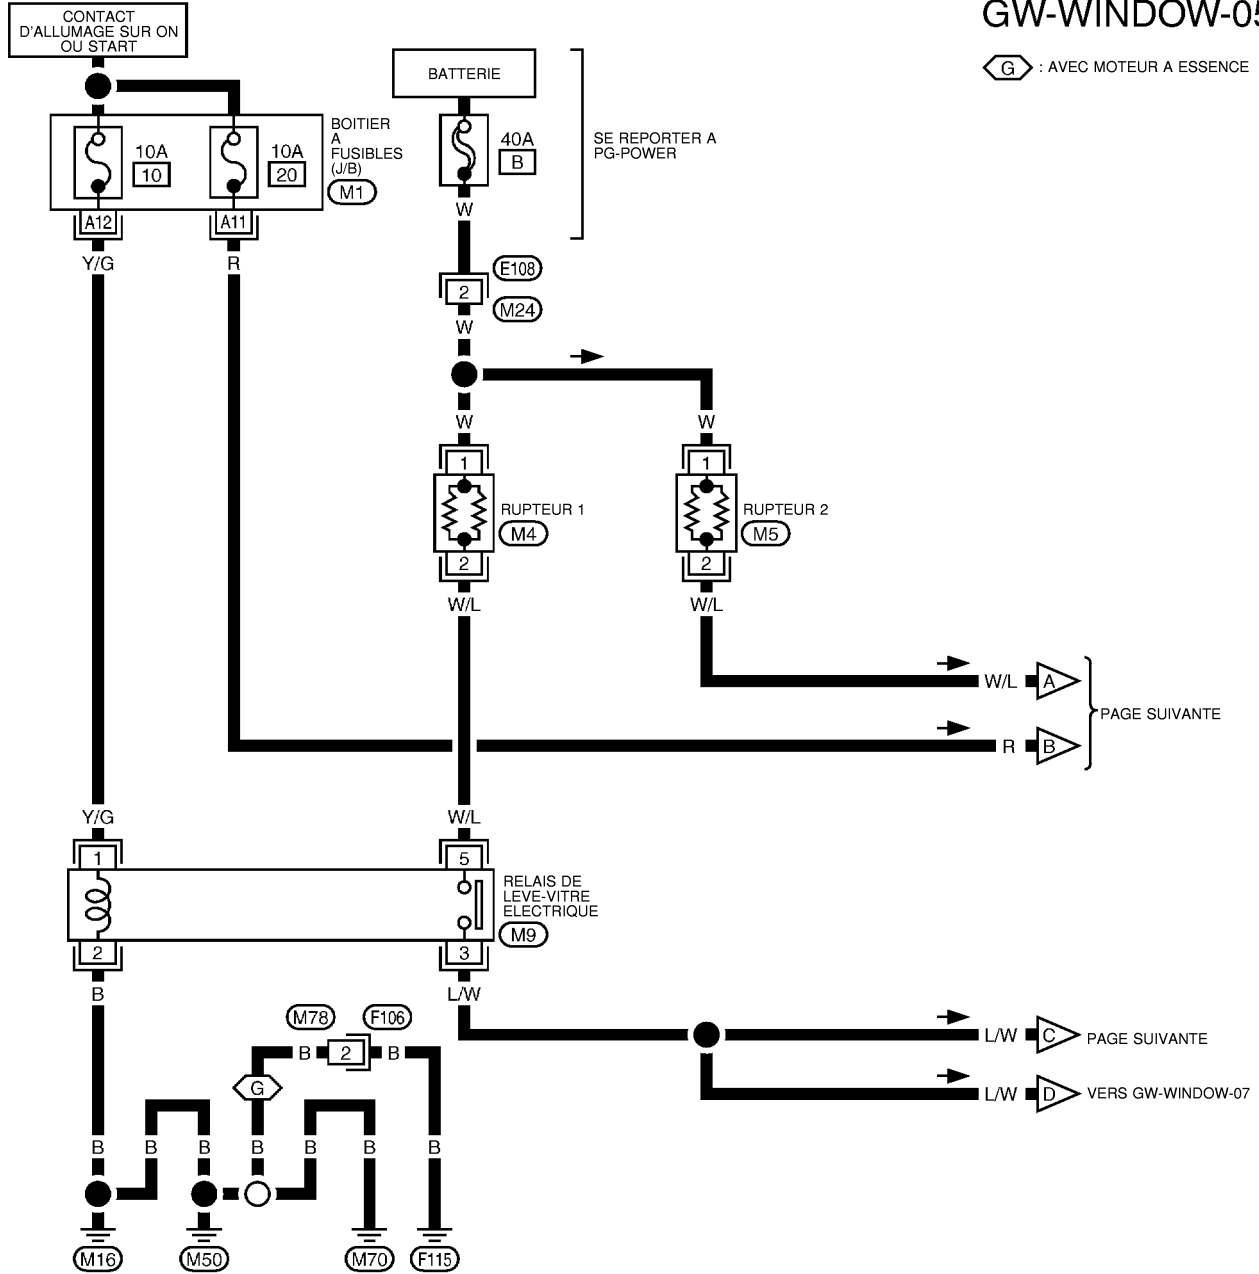 GW-WINDOW-05
G : AVEC MOTEUR A ESSENCE
CONTACT
D'ALLUMAGE SUR ON
OU START
BATTERIE
BOITIER
A
FUSIBLES
(J/B)
M1
10A
10
10A
20
40A
B
SE REPORTER A
PG-POWER
A12
A11
W
Y/G
R
E108
2
M24
W
W
W
1
1
RUPTEUR 1
M4
RUPTEUR 2
M5
2
2
W/L
W/L
W/L
A
PAGE SUIVANTE
R
B
Y/G
W/L
1
5
RELAIS DE
LEVE-VITRE
ELECTRIQUE
M9
2
3
B
L/W
M78
F106
B
2
B
L/W
C
PAGE SUIVANTE
G
L/W
D
VERS GW-WINDOW-07
B
B
B
B
B
B
B
M16
M50
M70
F115